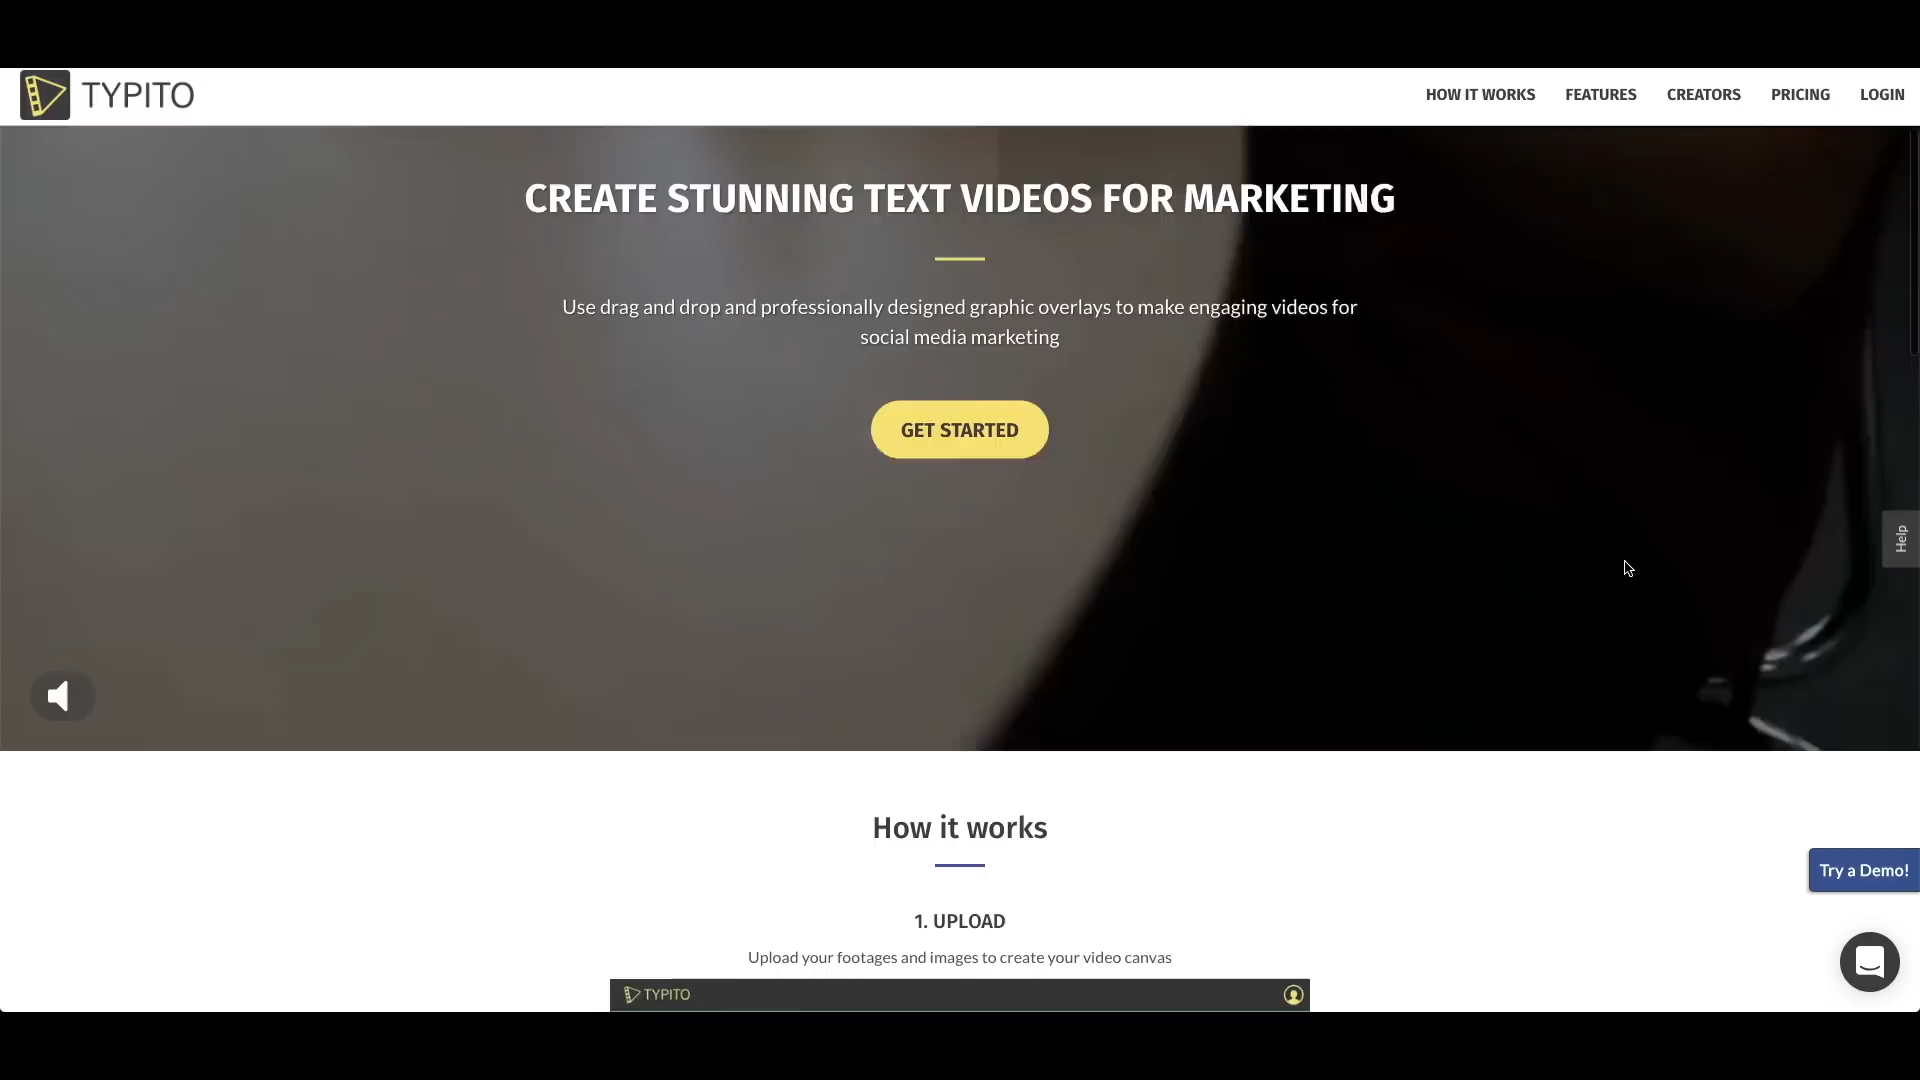 TYPITO
HOW IT WORKS
FEATURES
CREATORS
PRICING
LOGIN
CREATE STUNNING TEXT VIDEOS FOR MARKETING
Use drag and drop and professionally designed graphic overlays to make engaging videos for
social media marketing
GET STARTED
Help
How it works
Try a Demo!
1. UPLOAD
Upload your footages and images to create your video canvas
TYPITO